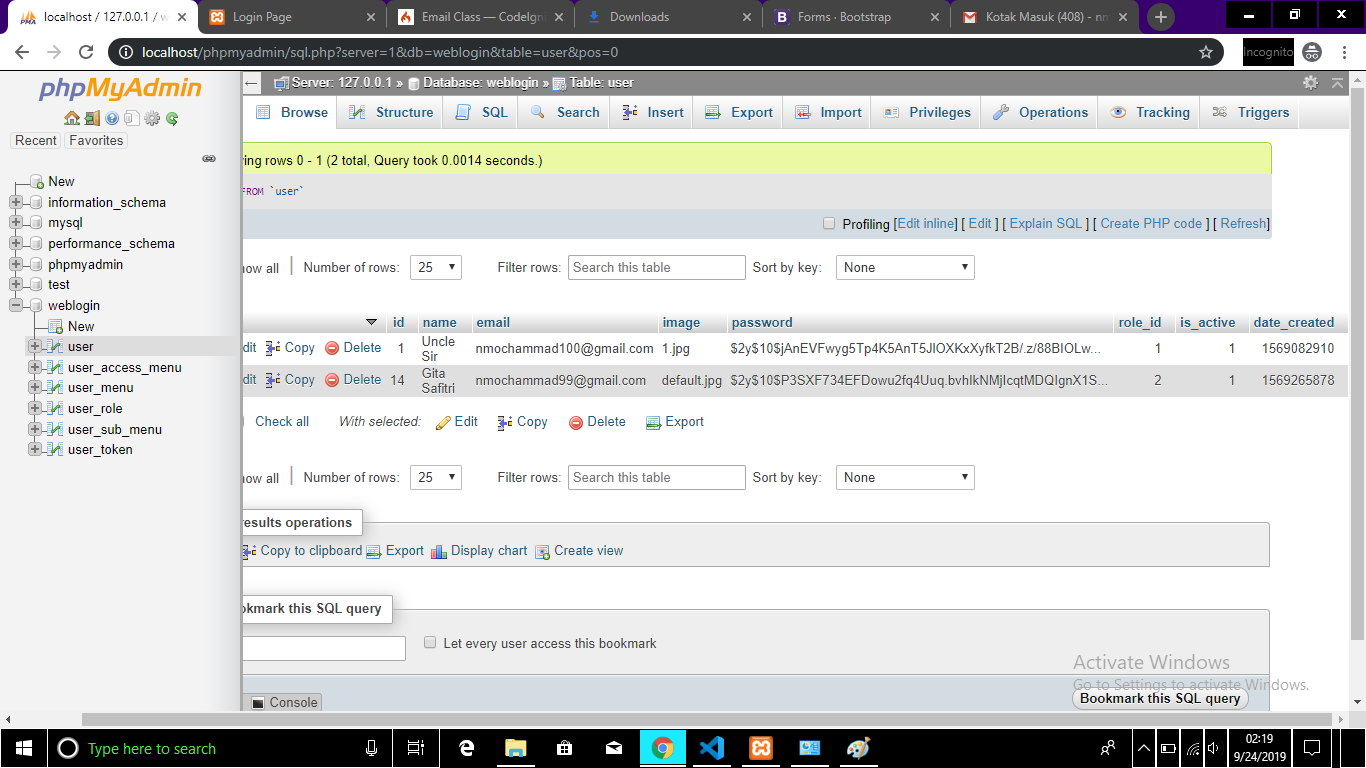 localhost / 127.0.0.1 / w
Login Page
Email Class — CodeIgn
Downloads
Forms · Bootstrap
Kotak Masuk (408) - nm
localhost/phpmyadmin/sql.php?server=1&db=weblogin&table=user&pos=0
Incognito
phpMyAdmin
Recent Favorites
New
information_schema
mysql
performance_schema
phpmyadmin
test
weblogin
New
user
user_access_menu
user_menu
user_role
user_sub_menu
user_token
Server: 127.0.0.1 » Database: weblogin » Table: user
Browse Structure SQL Search Insert Export Import Privileges Operations Tracking Triggers
ving rows 0 - 1 (2 total, Query took 0.0014 seconds.)
FROM `user`
Profiling [Edit inline] [ Edit ] [ Explain SQL ] [ Create PHP code ] [ Refresh]
ow all Number of rows: 25 Filter rows: Search this table Sort by key: None
id name email image password role_id is_active date_created
dit Copy Delete 1 Uncle Sir nmochammad100@gmail.com 1.jpg $2y$10$jAnEVFwyg5Tp4K5AnT5JlOXKxXyfkT2B/.z/88BIOLw... 1 1 1569082910
dit Copy Delete 14 Gita Safitri nmochammad99@gmail.com default.jpg $2y$10$P3SXF734EFDowu2fq4Uuq.bvhlkNMjIcqtMDQIgnX1S... 2 1 1569265878
Check all With selected: Edit Copy Delete Export
ow all Number of rows: 25 Filter rows: Search this table Sort by key: None
results operations
Copy to clipboard Export Display chart Create view
okmark this SQL query
Let every user access this bookmark
Activate Windows
Go to Settings to activate Windows.
Console
Bookmark this SQL query
Type here to search
02:19
9/24/2019